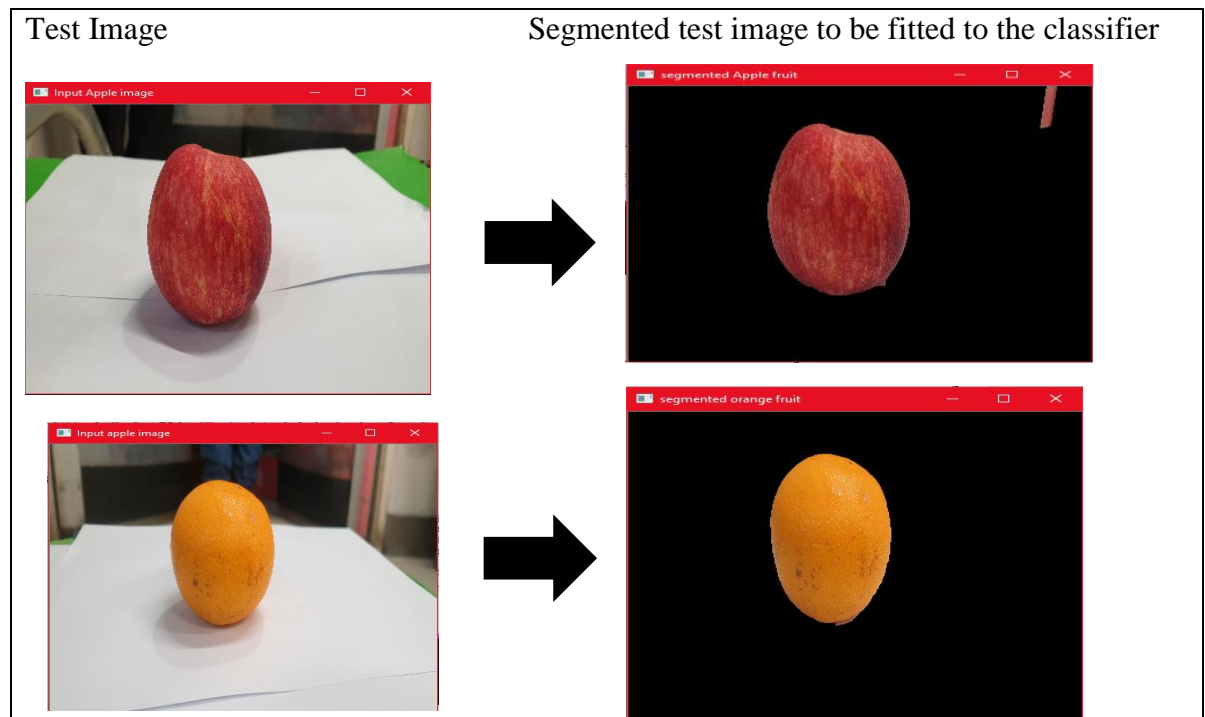 Test Image
Segmented test image to be fitted to the classifier
Input Apple image
segmented Apple fruit
Input apple image
segmented orange fruit